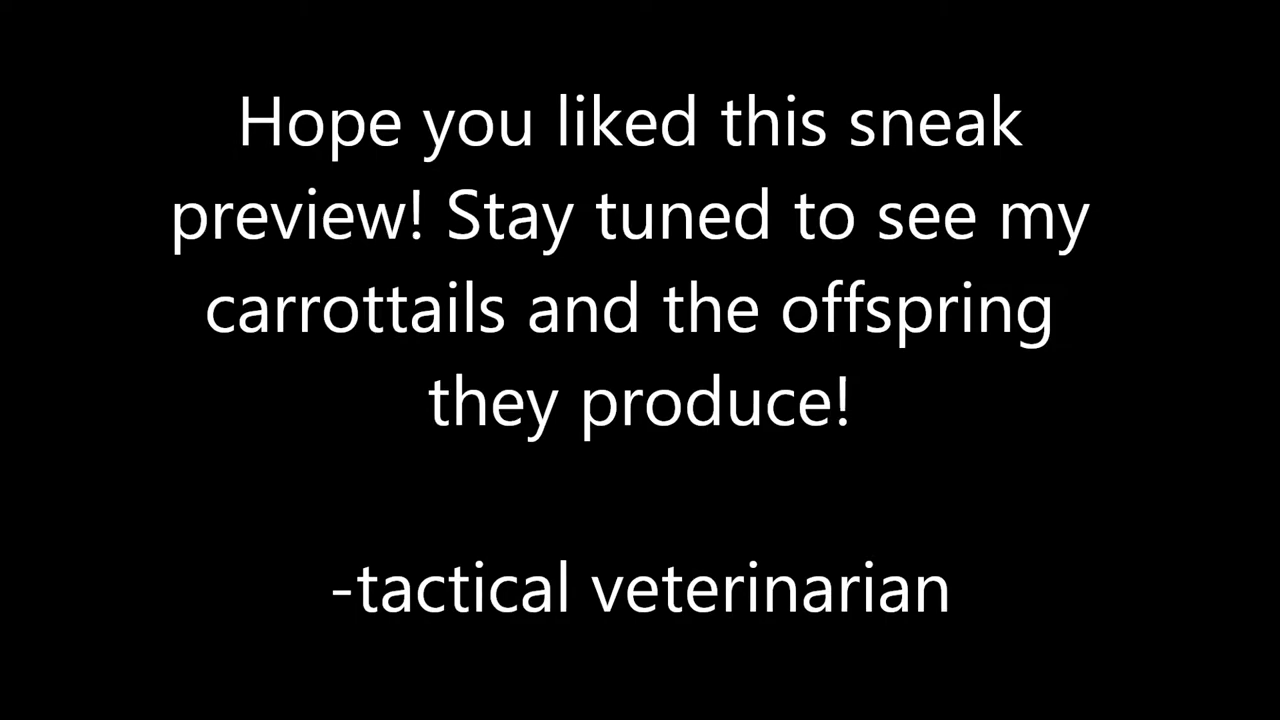 Hope you liked this sneak
preview! Stay tuned to see my
carrottails and the offspring
they produce!
-tactical veterinarian